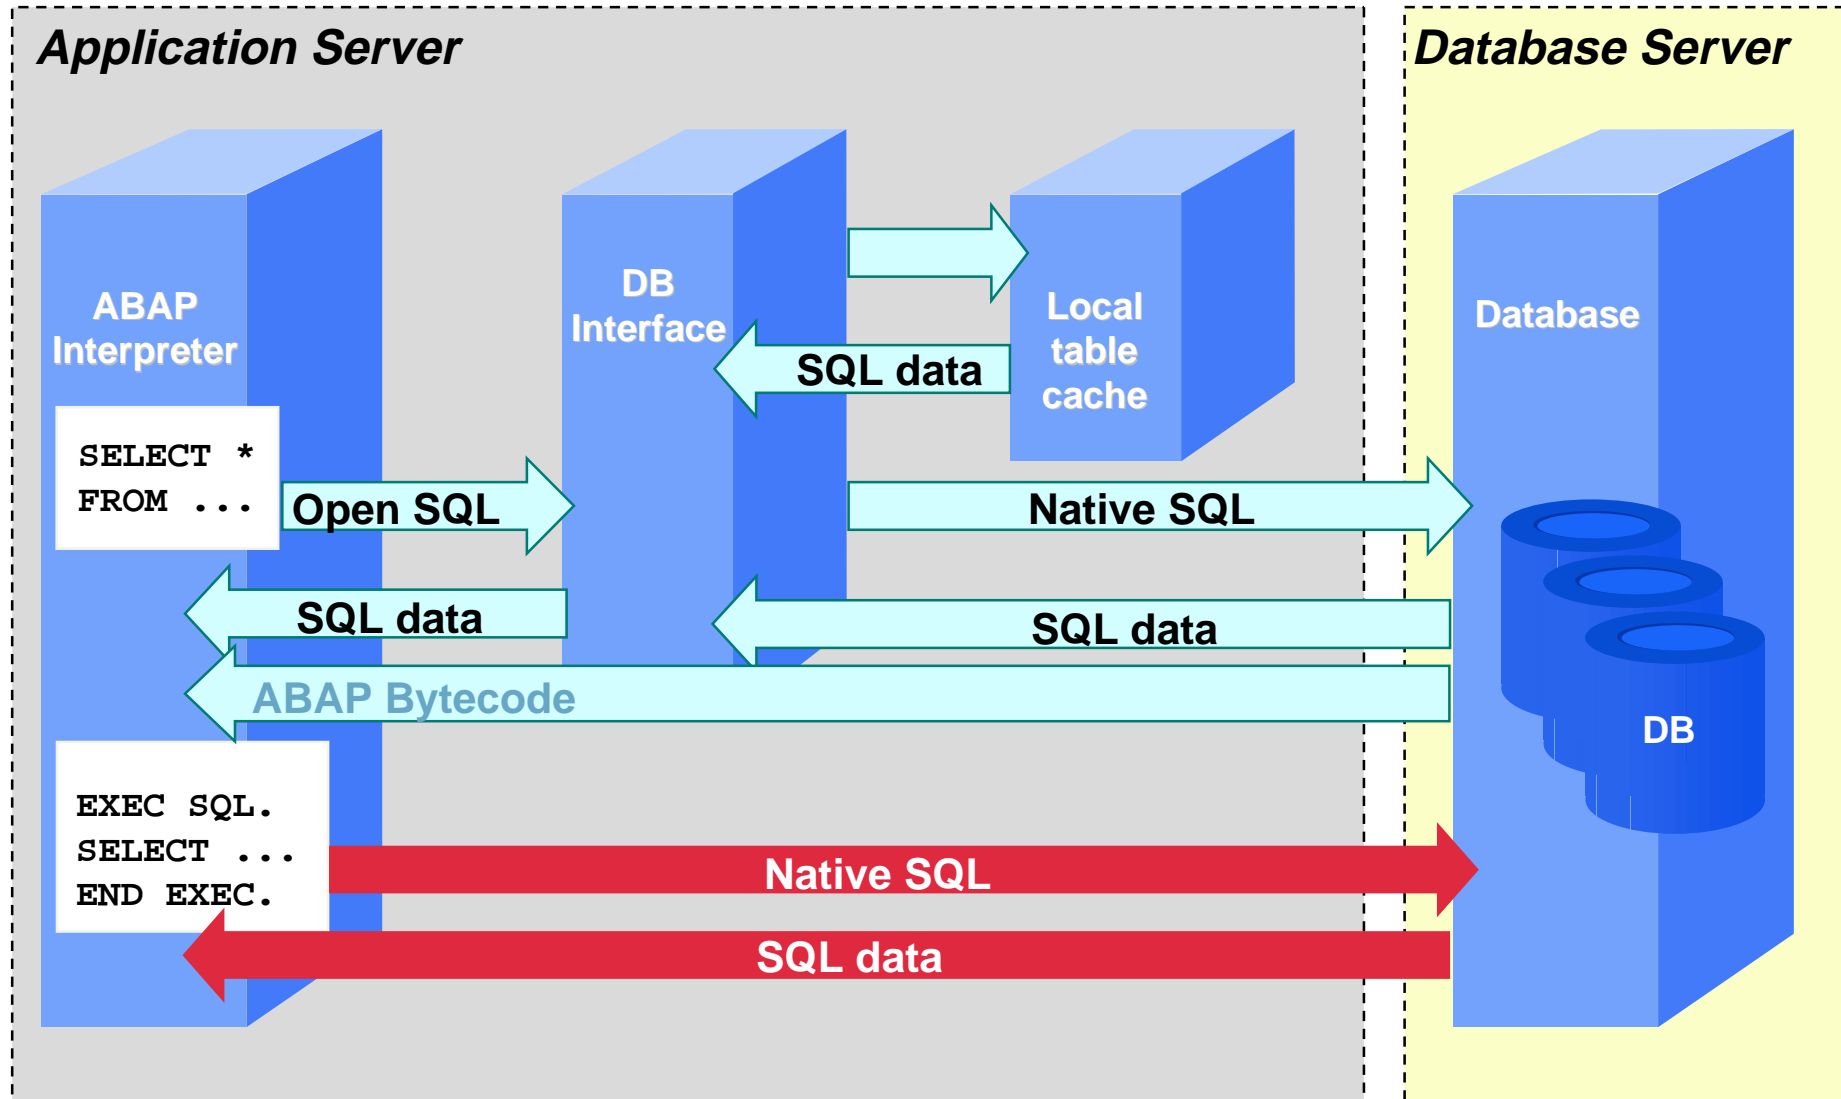 Application Server
Database Server
ABAP
Interpreter
DB
Interface
Local
table
cache
Database
SQL data
SELECT *
FROM ...
Open SQL
Native SQL
SQL data
SQL data
ABAP Bytecode
DB
EXEC SQL.
SELECT ...
END EXEC.
Native SQL
SQL data